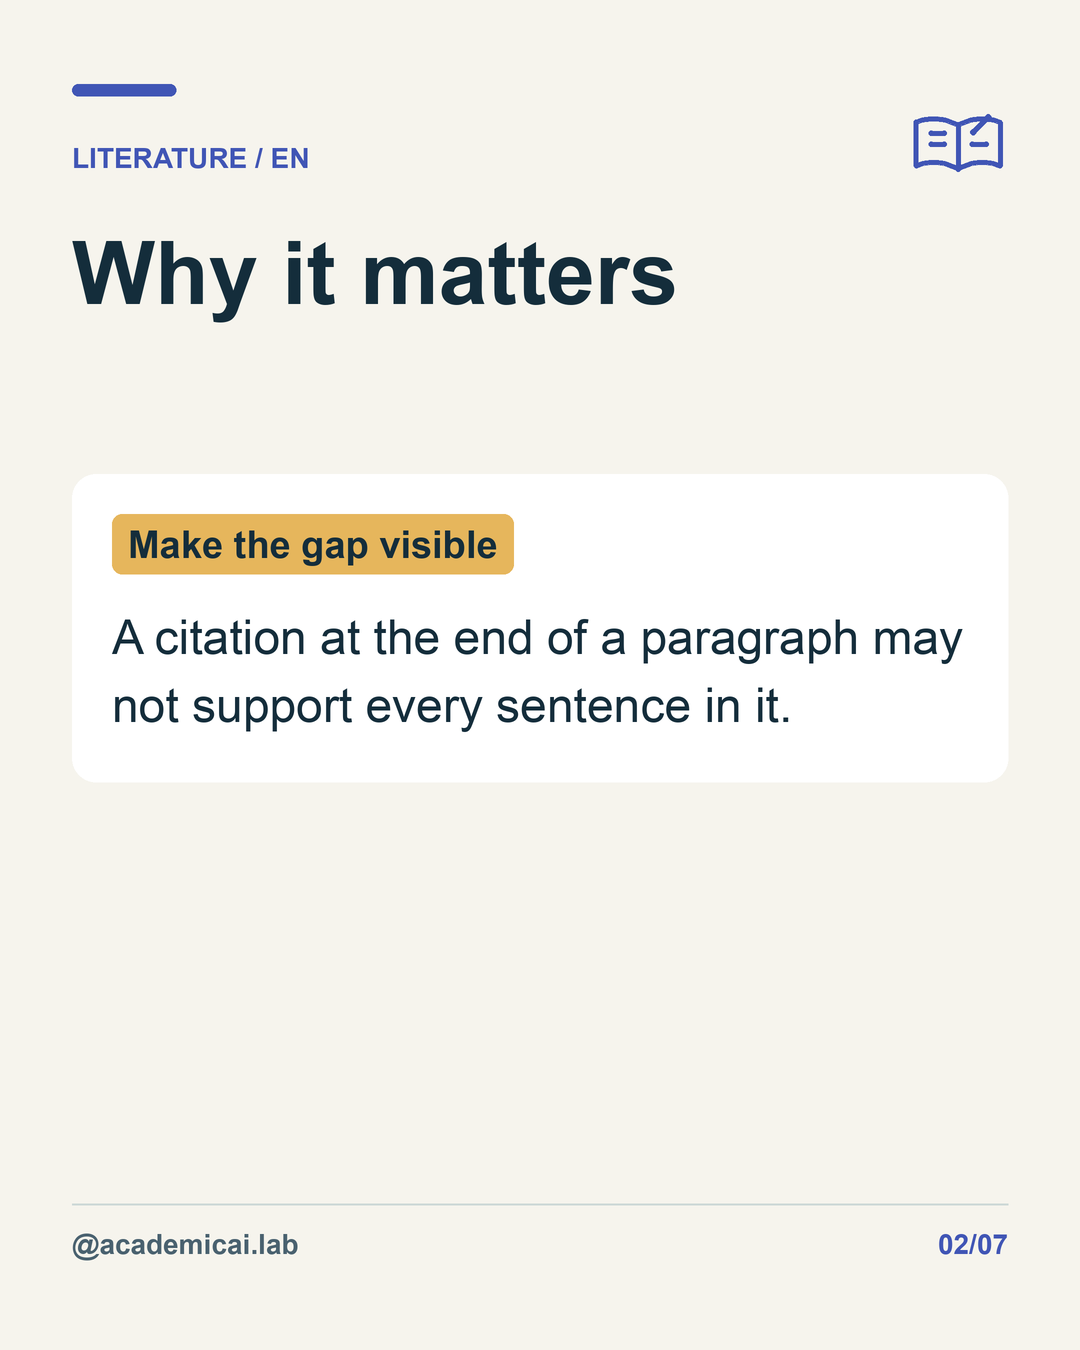 LITERATURE / EN
Why it matters
Make the gap visible
A citation at the end of a paragraph may
not support every sentence in it.
@academicai.lab
02/07